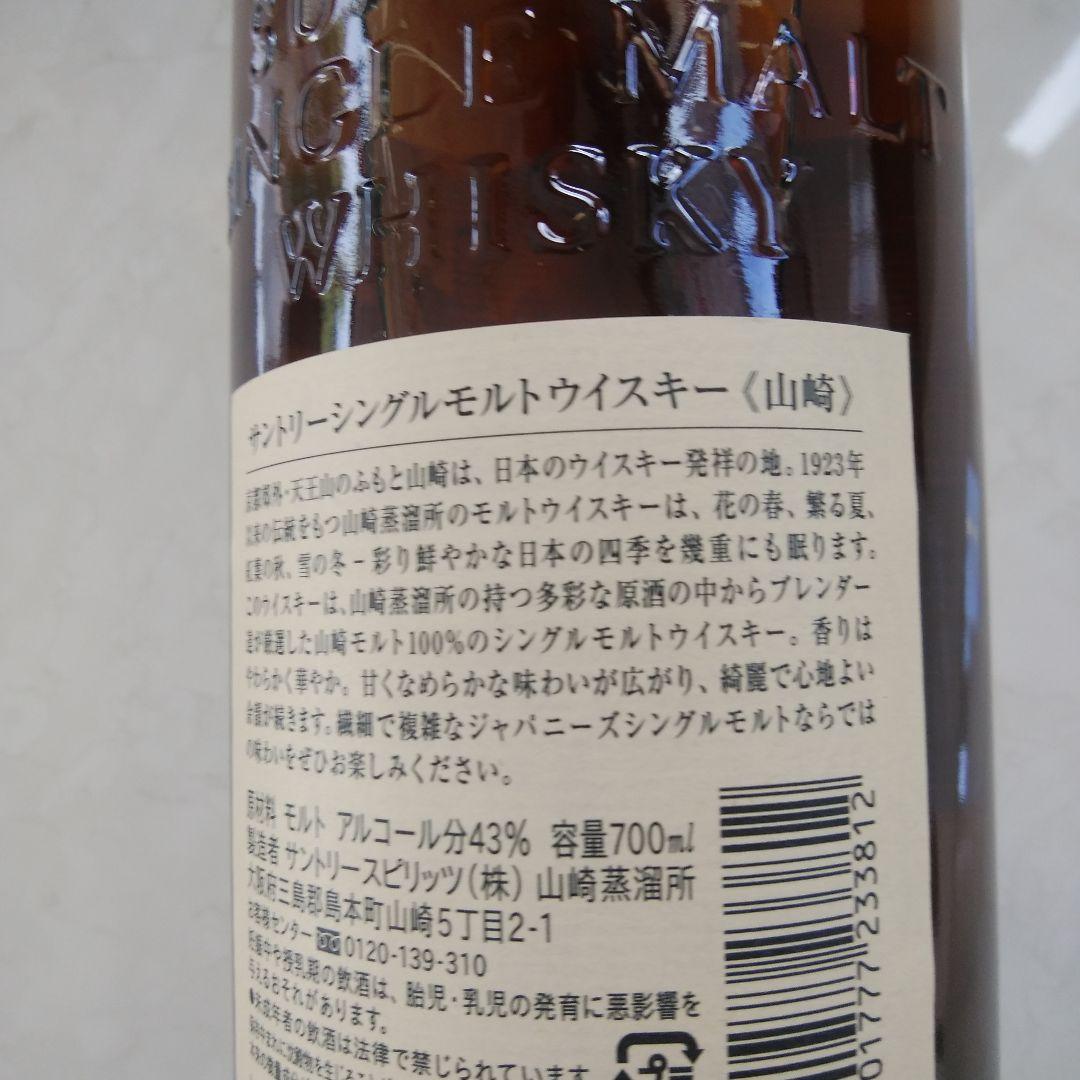 SINGLE MALT
WHISKY
サントリーシングルモルトウイスキー《山崎》
京都郊外・天王山のふもと山崎は、日本のウイスキー発祥の地。1923年
以来の伝統をもつ山崎蒸溜所のモルトウイスキーは、花の春、繁る夏、
紅葉の秋、雪の冬－彩り鮮やかな日本の四季を幾重にも眠ります。
このウイスキーは、山崎蒸溜所の持つ多彩な原酒の中からブレンダー
達が厳選した山崎モルト100%のシングルモルトウイスキー。香りは
やわらかく華やか。甘くなめらかな味わいが広がり、綺麗で心地よい
余韻が続きます。繊細で複雑なジャパニーズシングルモルトならでは
の味わいをぜひお楽しみください。
原材料 モルト アルコール分43% 容量700ml
製造者 サントリースピリッツ(株) 山崎蒸溜所
大阪府三島郡島本町山崎5丁目2-1
お客様センター 0120-139-310
妊娠中や授乳期の飲酒は、胎児・乳児の発育に悪影響を
与えるおそれがあります。
●未成年者の飲酒は法律で禁じられています。
01777233812